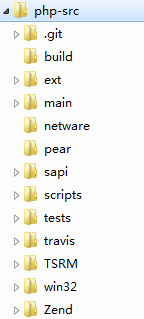 php-src
.git
build
ext
main
netware
pear
sapi
scripts
tests
travis
TSRM
win32
Zend